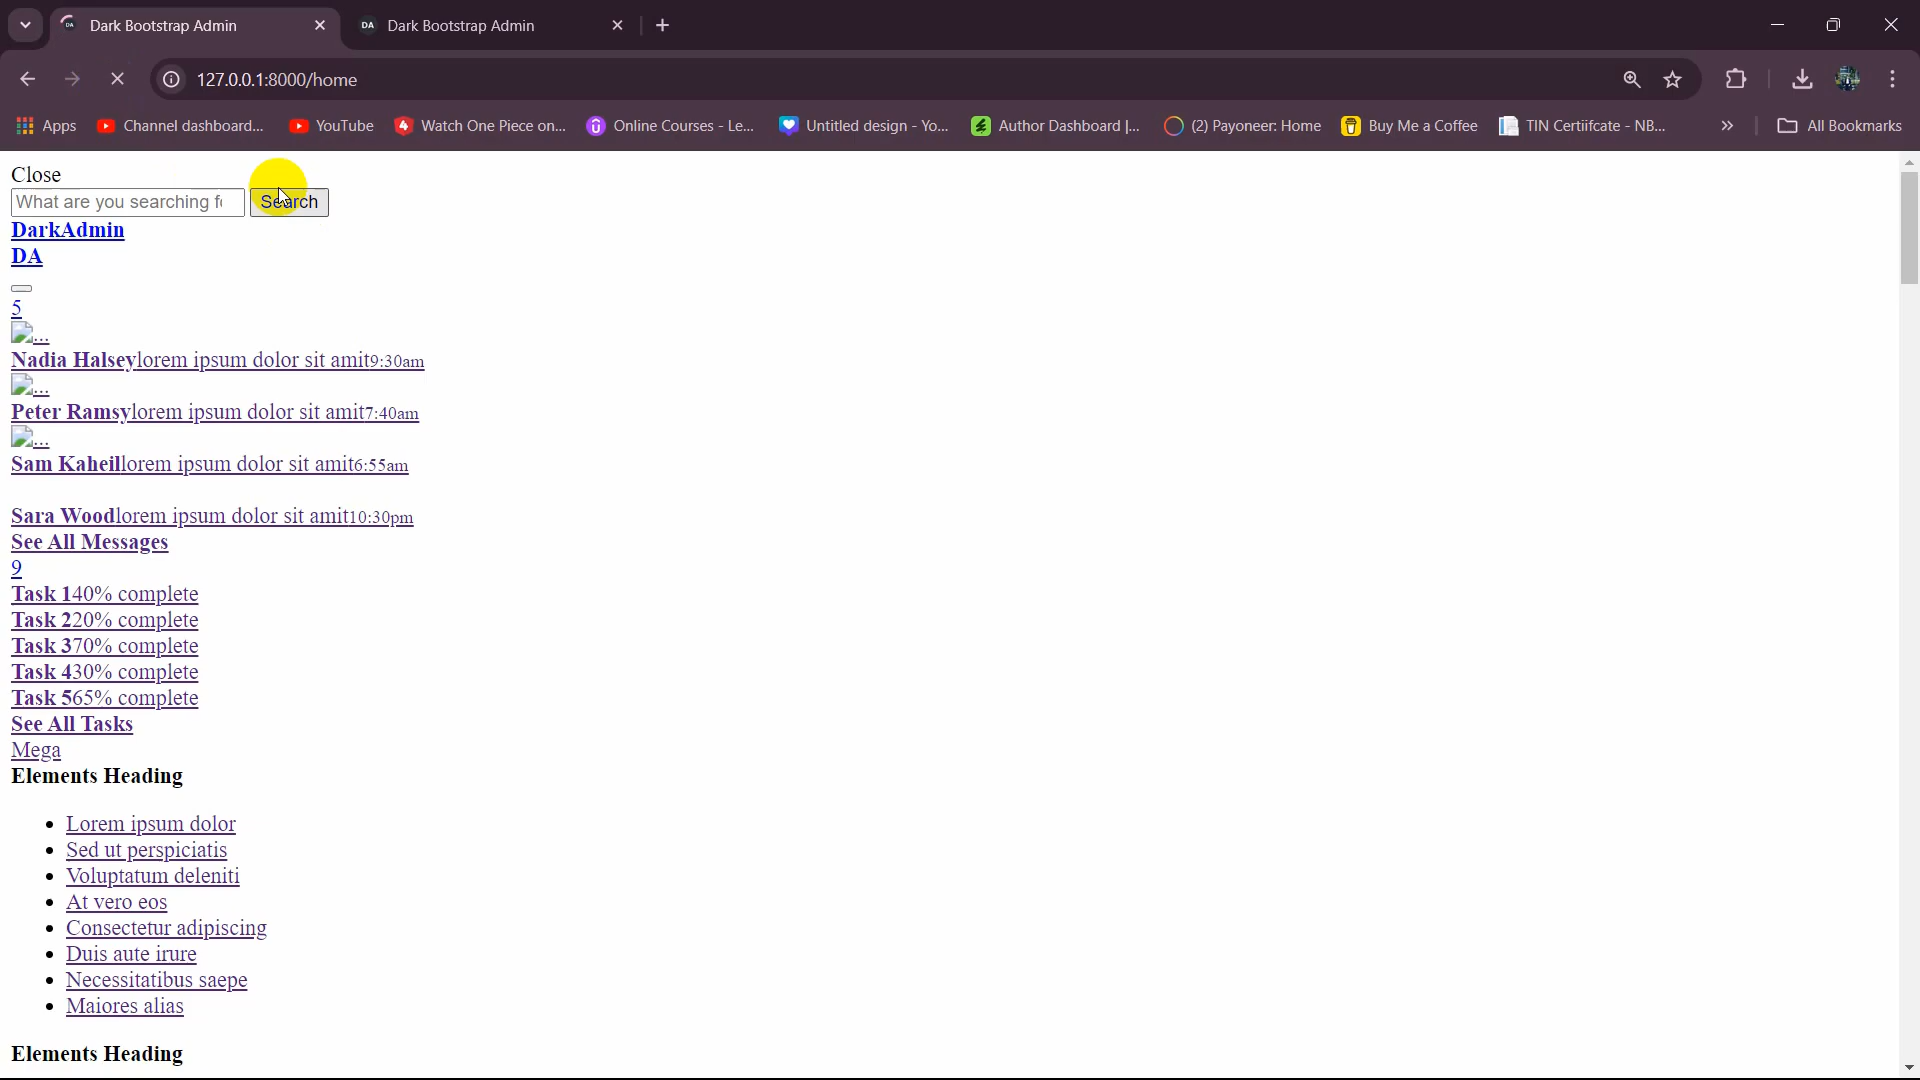 DA Dark Bootstrap Admin
DA Dark Bootstrap Admin
127.0.0.1:8000/home
Apps
Channel dashboard...
YouTube
Watch One Piece on...
Online Courses - Le...
Untitled design - Yo...
Author Dashboard |...
(2) Payoneer: Home
Buy Me a Coffee
TIN Certiifcate - NB...
All Bookmarks
Close
What are you searching fo Search
DarkAdmin
DA
5
...
Nadia Halseylorem ipsum dolor sit amit9:30am
...
Peter Ramsylorem ipsum dolor sit amit7:40am
...
Sam Kaheillorem ipsum dolor sit amit6:55am
Sara Woodlorem ipsum dolor sit amit10:30pm
See All Messages
9
Task 140% complete
Task 220% complete
Task 370% complete
Task 430% complete
Task 565% complete
See All Tasks
Mega
Elements Heading
Lorem ipsum dolor
Sed ut perspiciatis
Voluptatum deleniti
At vero eos
Consectetur adipiscing
Duis aute irure
Necessitatibus saepe
Maiores alias
Elements Heading